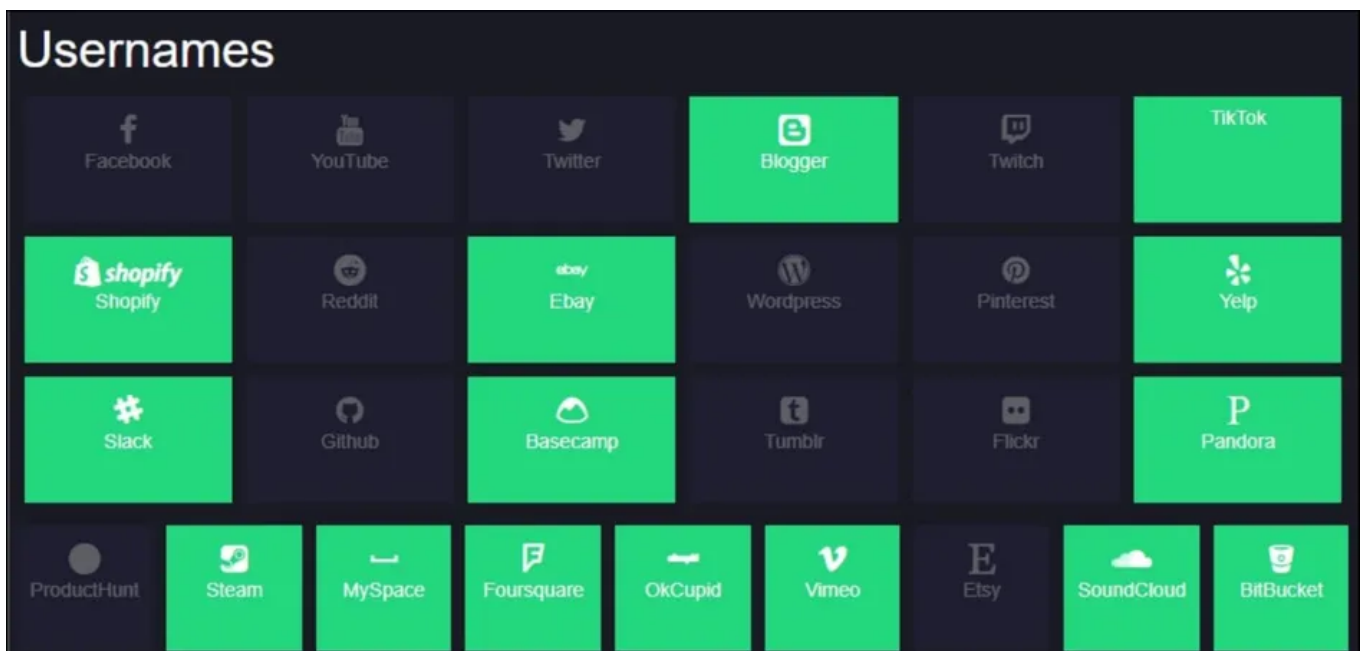 Usernames
Facebook YouTube Twitter Blogger Twitch TikTok
shopify ebay
Shopify Reddit Ebay Wordpress Pinterest Yelp
P
Slack Github Basecamp Tumblr Flickr Pandora
E
ProductHunt Steam MySpace Foursquare OkCupid Vimeo Etsy SoundCloud BitBucket